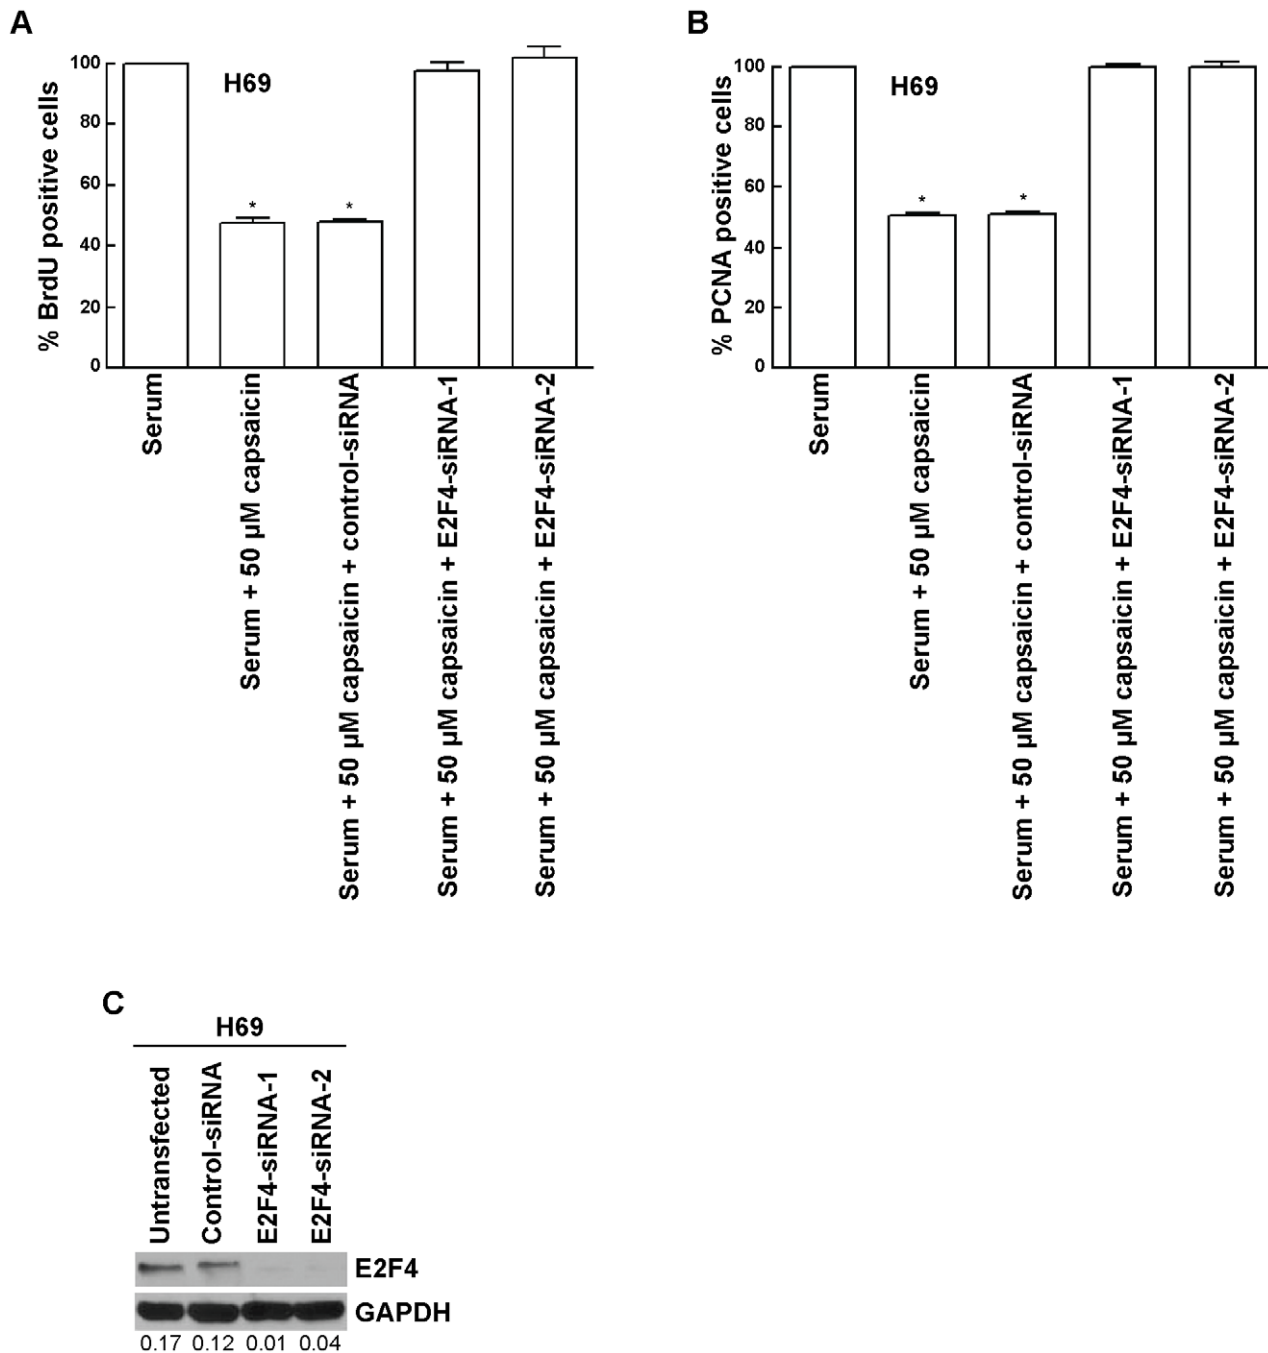 A
% BrdU positive cells
100
80
60
40
20
0
H69
*
*
Serum
Serum + 50 µM capsaicin
Serum + 50 µM capsaicin + control-siRNA
Serum + 50 µM capsaicin + E2F4-siRNA-1
Serum + 50 µM capsaicin + E2F4-siRNA-2
B
% PCNA positive cells
100
80
60
40
20
0
H69
*
*
Serum
Serum + 50 µM capsaicin
Serum + 50 µM capsaicin + control-siRNA
Serum + 50 µM capsaicin + E2F4-siRNA-1
Serum + 50 µM capsaicin + E2F4-siRNA-2
C
H69
Untransfected
Control-siRNA
E2F4-siRNA-1
E2F4-siRNA-2
E2F4
GAPDH
0.17 0.12 0.01 0.04